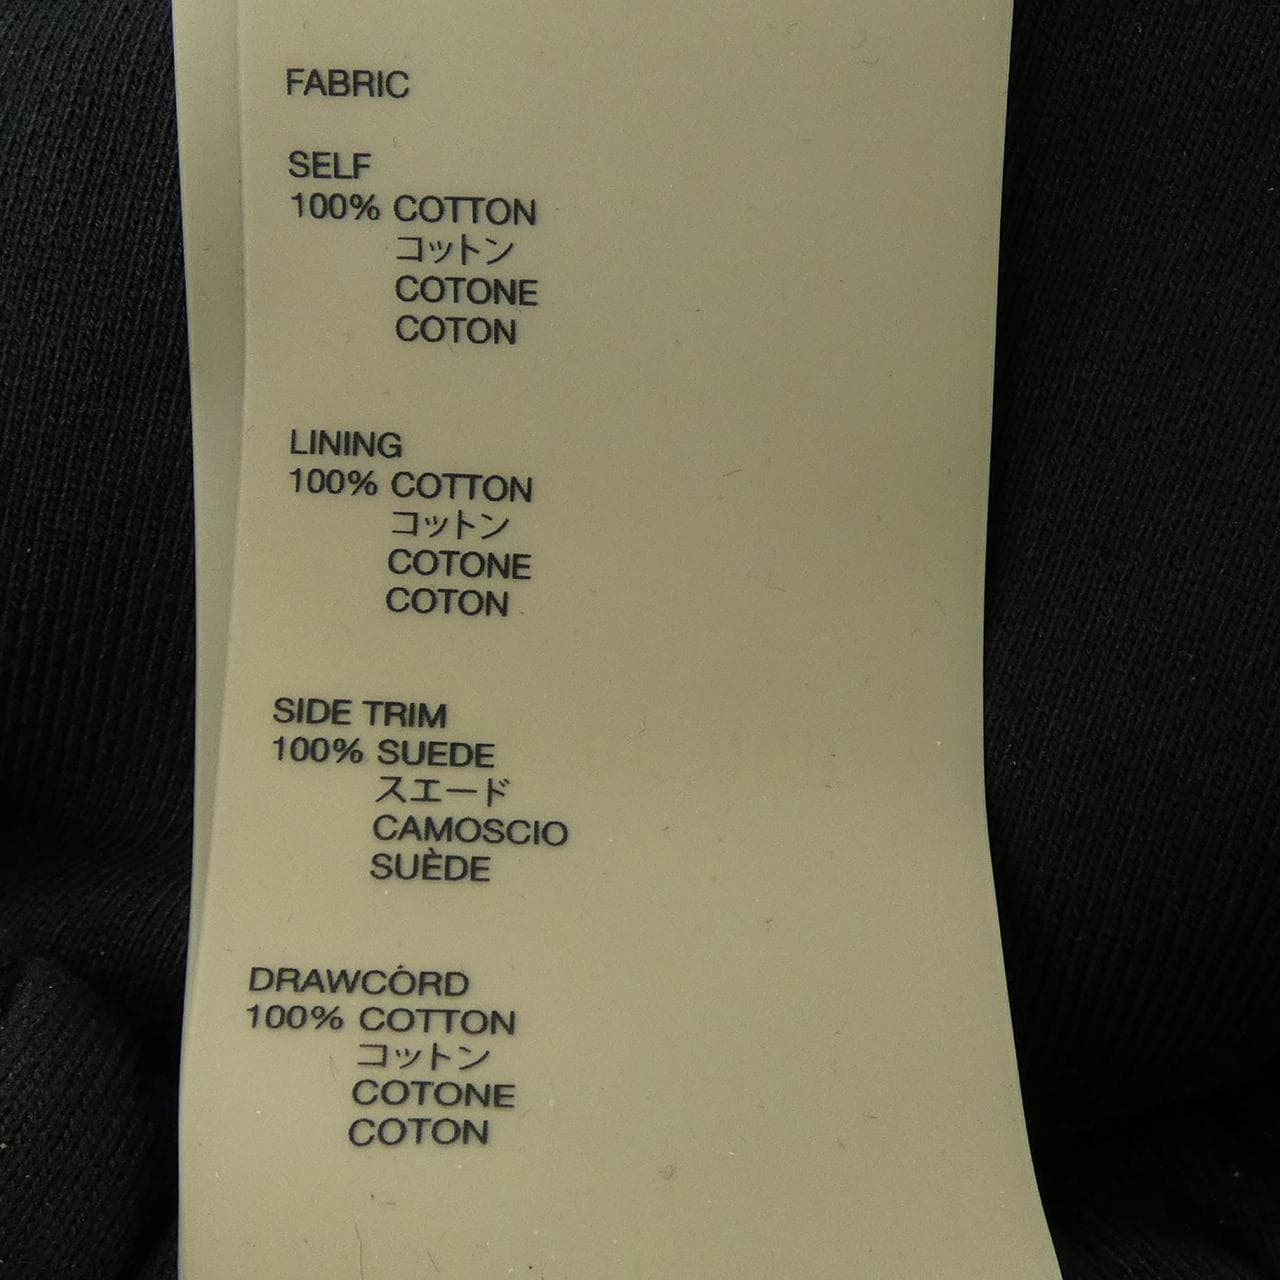 FABRIC
SELF
100% COTTON
コットン
COTONE
COTON
LINING
100% COTTON
コットン
COTONE
COTON
SIDE TRIM
100% SUEDE
スエード
CAMOSCIO
SUÈDE
DRAWCORD
100% COTTON
コットン
COTONE
COTON